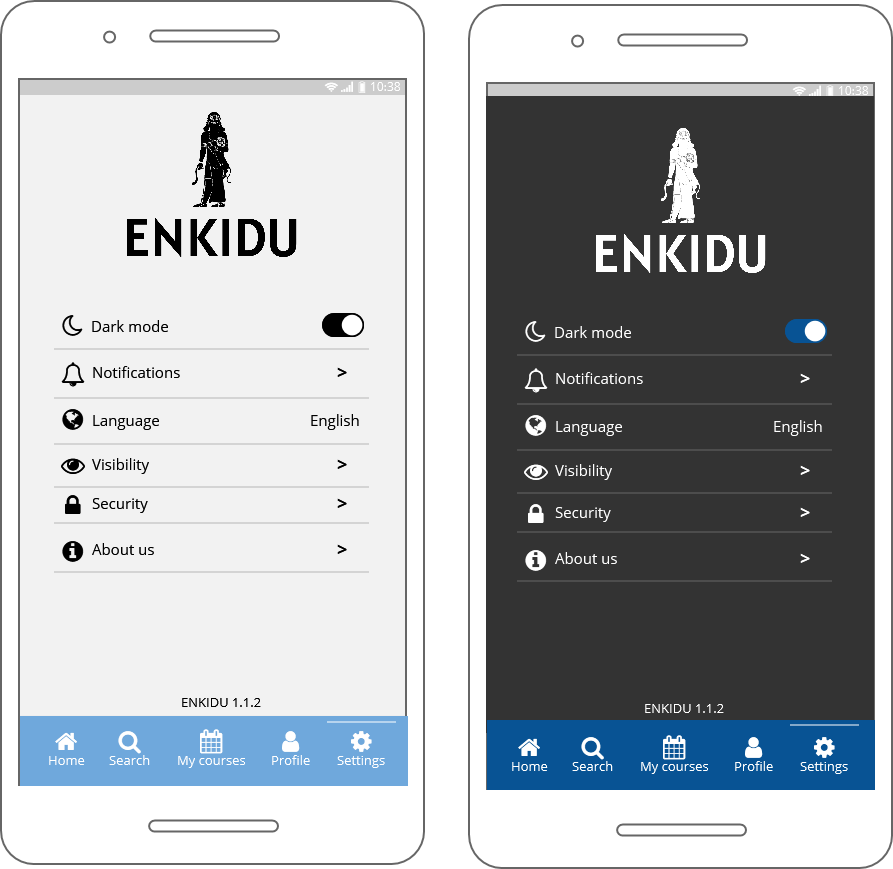 10:38
ENKIDU
Dark mode
Notifications >
Language English
Visibility >
Security >
About us >
ENKIDU 1.1.2
Home Search My courses Profile Settings
10:38
ENKIDU
Dark mode
Notifications >
Language English
Visibility >
Security >
About us >
ENKIDU 1.1.2
Home Search My courses Profile Settings